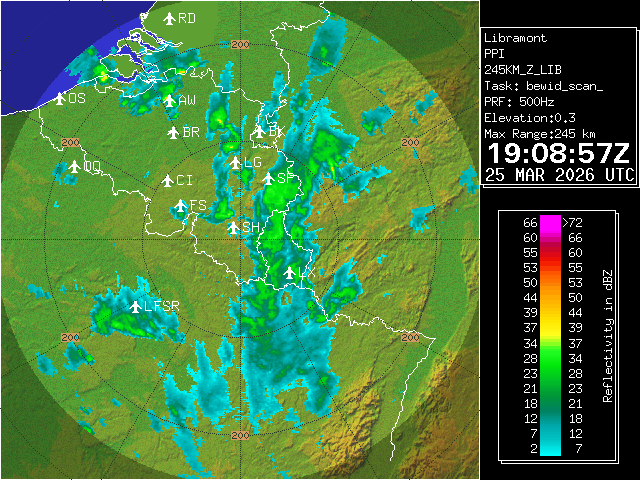 Libramont
PPI
245KM_Z_LIB
Task: bewid_scan_
PRF: 500Hz
Elevation:0.3
Max Range:245 km
19:08:57Z
25 MAR 2026 UTC
RD
200
OS
AW
BR
BK
200
200
QQ
LG
CI
SP
FS
SH
LX
LFSR
200
200
200
66 >72
60 66
55 60
53 55
50 53
44 50
39 44
37 39
34 37
28 34
23 28
21 23
18 21
12 18
7 12
2 7
Reflectivity in dBZ